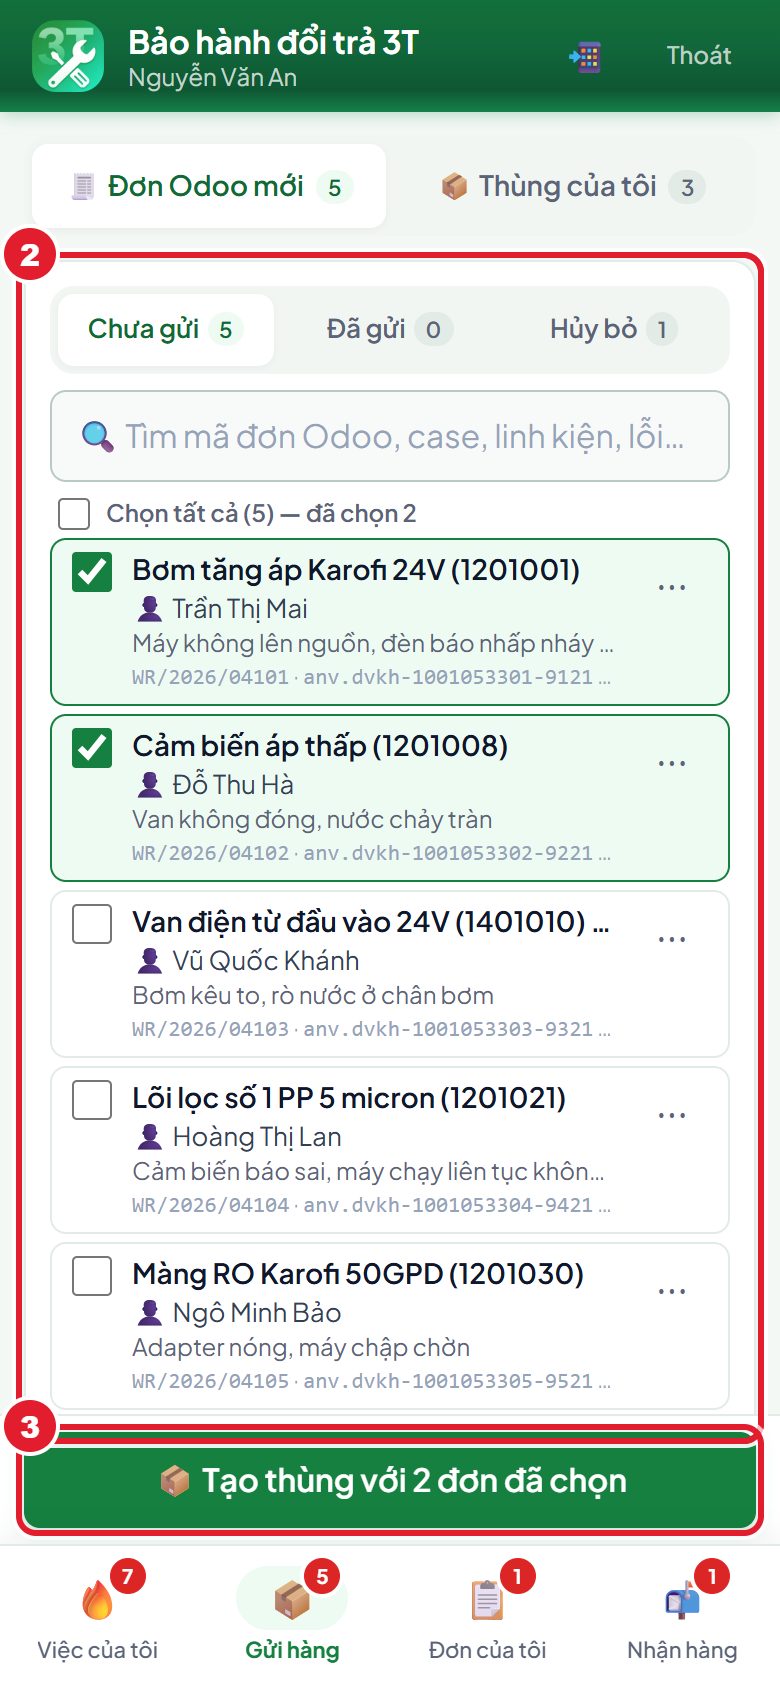 3T
Bảo hành đổi trả 3T
Nguyễn Văn An
Thoát
Đơn Odoo mới 5
Thùng của tôi 3
2
Chưa gửi 5
Đã gửi 0
Hủy bỏ 1
Tìm mã đơn Odoo, case, linh kiện, lỗi...
Chọn tất cả (5) — đã chọn 2
Bơm tăng áp Karofi 24V (1201001)
...
Trần Thị Mai
Máy không lên nguồn, đèn báo nhấp nháy ...
WR/2026/04101 · anv.dvkh-1001053301-9121 ...
Cảm biến áp thấp (1201008)
...
Đỗ Thu Hà
Van không đóng, nước chảy tràn
WR/2026/04102 · anv.dvkh-1001053302-9221 ...
Van điện từ đầu vào 24V (1401010) ...
...
Vũ Quốc Khánh
Bơm kêu to, rò nước ở chân bơm
WR/2026/04103 · anv.dvkh-1001053303-9321 ...
Lõi lọc số 1 PP 5 micron (1201021)
...
Hoàng Thị Lan
Cảm biến báo sai, máy chạy liên tục khôn...
WR/2026/04104 · anv.dvkh-1001053304-9421 ...
Màng RO Karofi 50GPD (1201030)
...
Ngô Minh Bảo
Adapter nóng, máy chập chờn
WR/2026/04105 · anv.dvkh-1001053305-9521 ...
3
Tạo thùng với 2 đơn đã chọn
7
5
1
1
Việc của tôi
Gửi hàng
Đơn của tôi
Nhận hàng